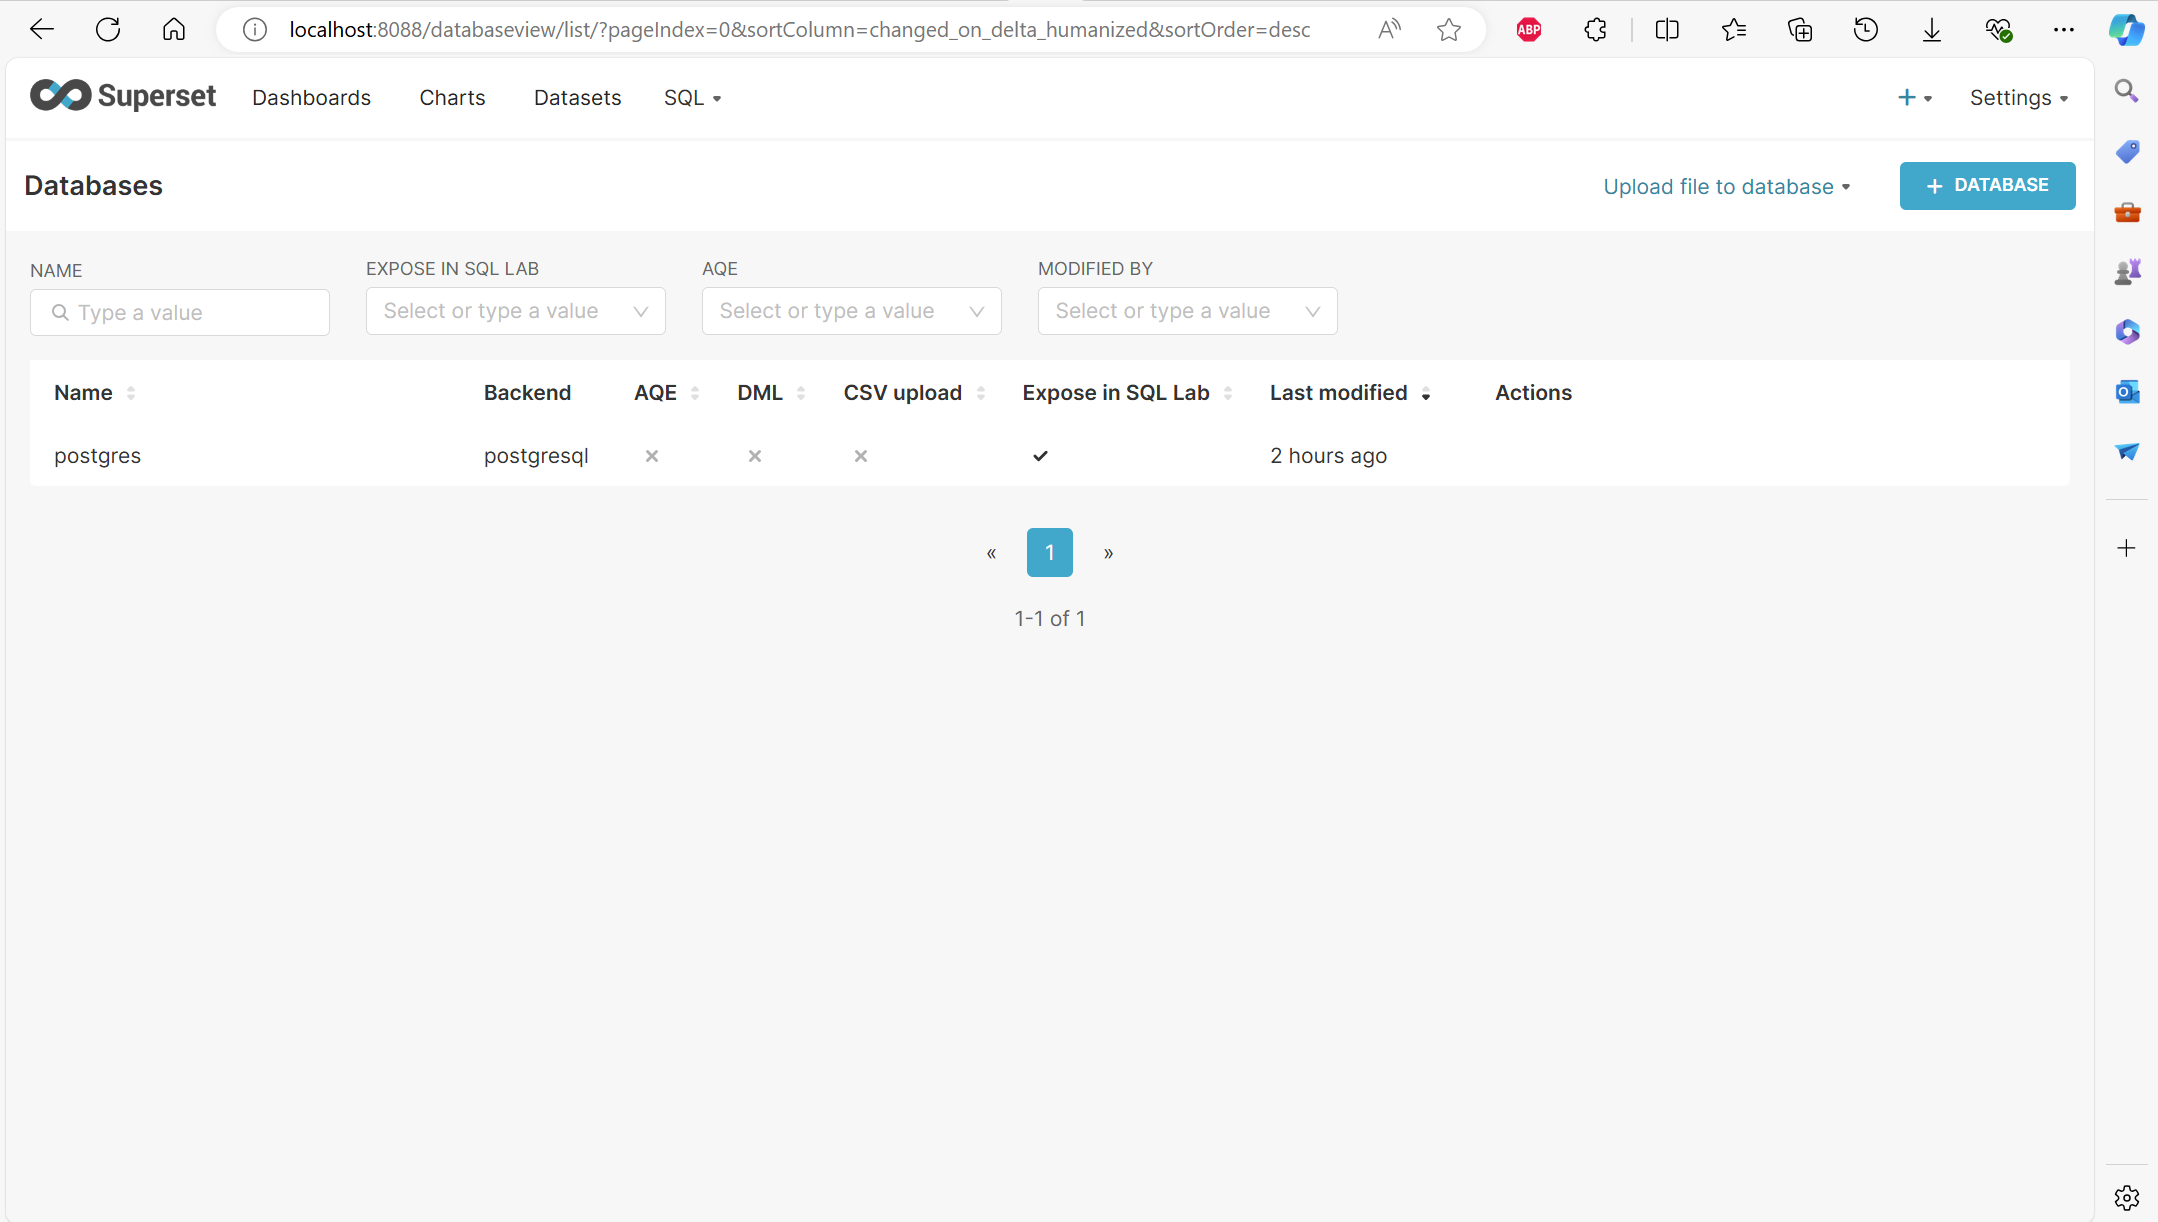 localhost:8088/databaseview/list/?pageIndex=0&sortColumn=changed_on_delta_humanized&sortOrder=desc
ABP
Superset Dashboards Charts Datasets SQL + Settings
Databases Upload file to database + DATABASE
NAME EXPOSE IN SQL LAB AQE MODIFIED BY
Type a value Select or type a value Select or type a value Select or type a value
Name Backend AQE DML CSV upload Expose in SQL Lab Last modified Actions
postgres postgresql 2 hours ago
« 1 »
1-1 of 1